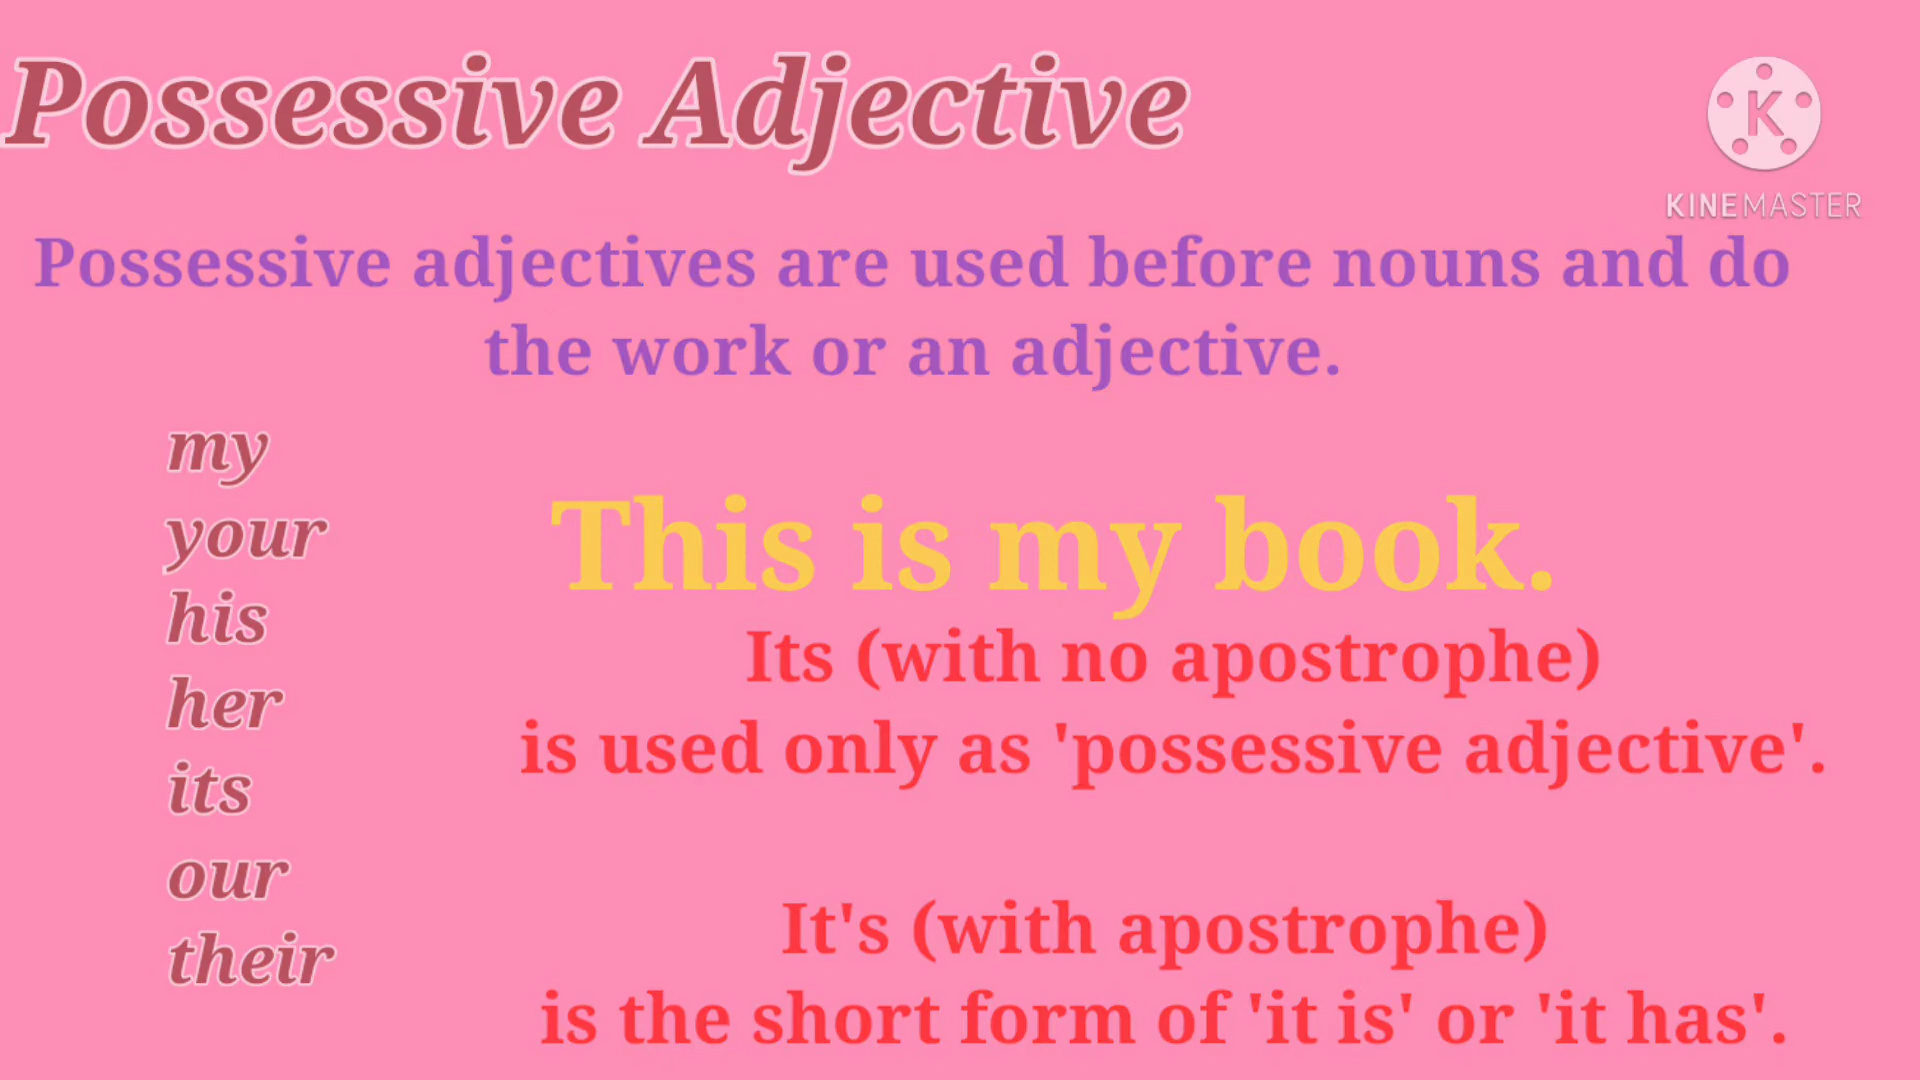 Possessive Adjective
K
KINEMASTER
Possessive adjectives are used before nouns and do
the work or an adjective.
my
your
his
her
its
our
their
This is my book.
Its (with no apostrophe)
is used only as 'possessive adjective'.
It's (with apostrophe)
is the short form of 'it is' or 'it has'.